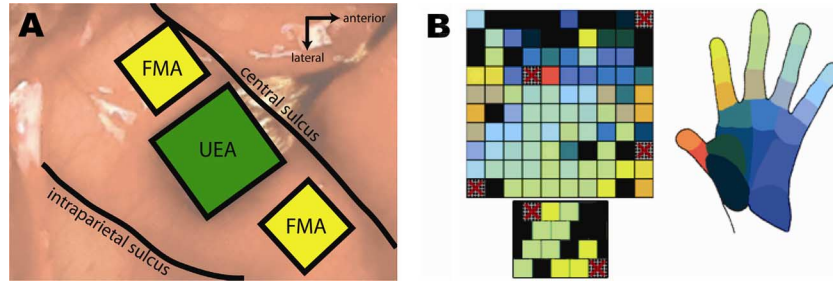 A
anterior
lateral
FMA
central sulcus
UEA
FMA
intraparietal sulcus
B